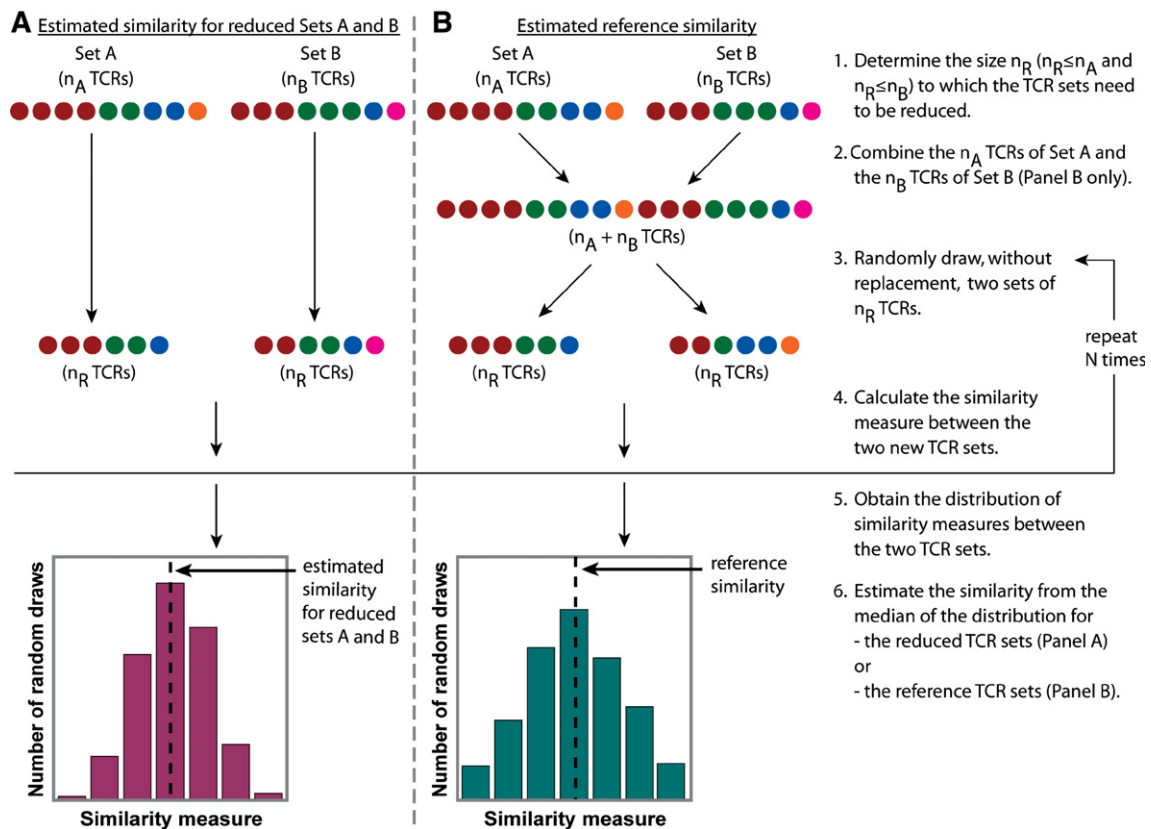 A Estimated similarity for reduced Sets A and B
Set A
(nA TCRs)
Set B
(nB TCRs)
(nR TCRs)
(nR TCRs)
estimated
similarity
for reduced
sets A and B
Number of random draws
Similarity measure
B Estimated reference similarity
Set A
(nA TCRs)
Set B
(nB TCRs)
(nA + nB TCRs)
(nR TCRs)
(nR TCRs)
reference
similarity
Number of random draws
Similarity measure
1. Determine the size nR (nR≤nA and
nR≤nB) to which the TCR sets need
to be reduced.
2. Combine the nA TCRs of Set A and
the nB TCRs of Set B (Panel B only).
3. Randomly draw, without
replacement, two sets of
nR TCRs.
repeat
N times
4. Calculate the similarity
measure between the
two new TCR sets.
5. Obtain the distribution of
similarity measures between
the two TCR sets.
6. Estimate the similarity from the
median of the distribution for
- the reduced TCR sets (Panel A)
or
- the reference TCR sets (Panel B).